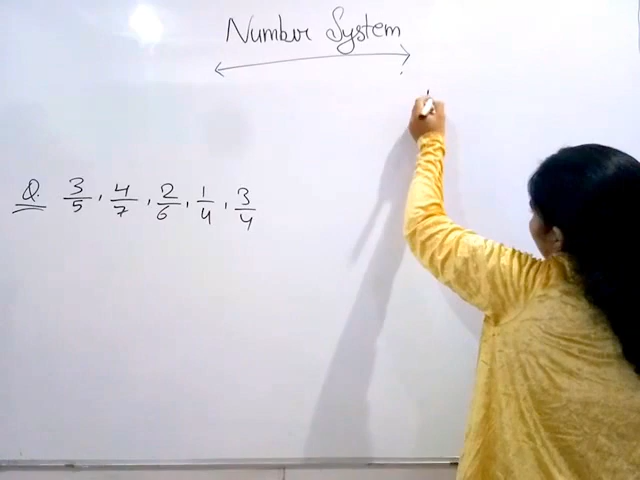 Number System
Q. 3/5, 4/7, 2/6, 1/4, 3/4